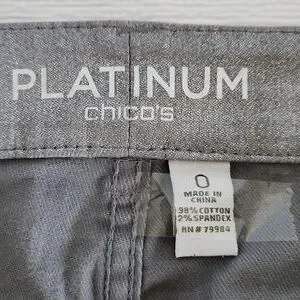 PLATINUM
chico's
0
MADE IN
CHINA
98% COTTON
2% SPANDEX
RN # 79984